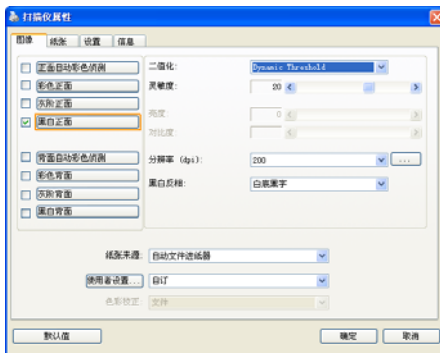 扫描仪属性
图像 纸张 设置 信息
正面自动彩色侦测
彩色正面
灰阶正面
黑白正面
背面自动彩色侦测
彩色背面
灰阶背面
黑白背面
二值化: Dynamic Threshold
灵敏度: 20
亮度: 0
对比度:
分辨率 (dpi): 200 ...
黑白反相: 白底黑字
纸张来源: 自动文件进纸器
使用者设置... 自订
色彩校正: 文件
默认值 确定 取消